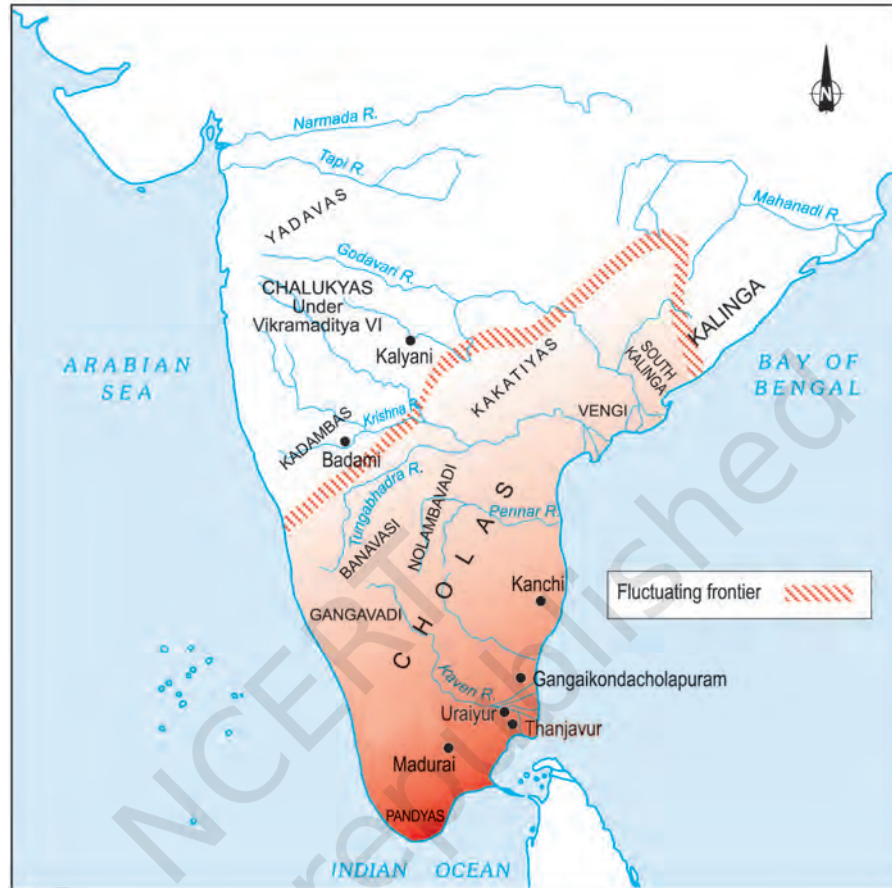 N
Narmada R.
Tapi R.
YADAVAS
Mahanadi R.
Godavari R.
CHALUKYAS
Under
Vikramaditya VI
Kalyani
KALINGA
SOUTH
KALINGA
ARABIAN
SEA
BAY OF
BENGAL
KAKATIYAS
VENGI
KADAMBAS
Krishna R.
Badami
Tungabhadra R.
NOLAMBAVADI
BANAVASI
Pennar R.
CHOLAS
Kanchi
Fluctuating frontier
GANGAVADI
Gangaikondacholapuram
Kaveri R.
Uraiyur
Thanjavur
Madurai
PANDYAS
INDIAN OCEAN
NCERT
republished